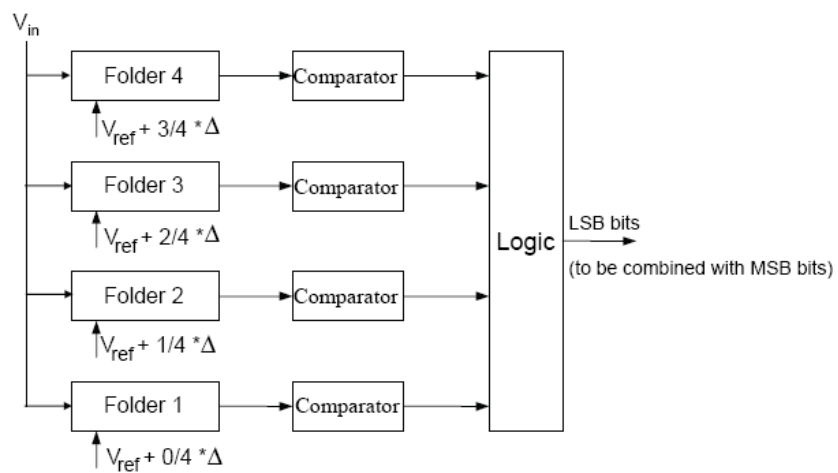 V_in
Folder 4
Comparator
V_ref + 3/4 *Δ
Folder 3
Comparator
V_ref + 2/4 *Δ
Logic
LSB bits
(to be combined with MSB bits)
Folder 2
Comparator
V_ref + 1/4 *Δ
Folder 1
Comparator
V_ref + 0/4 *Δ